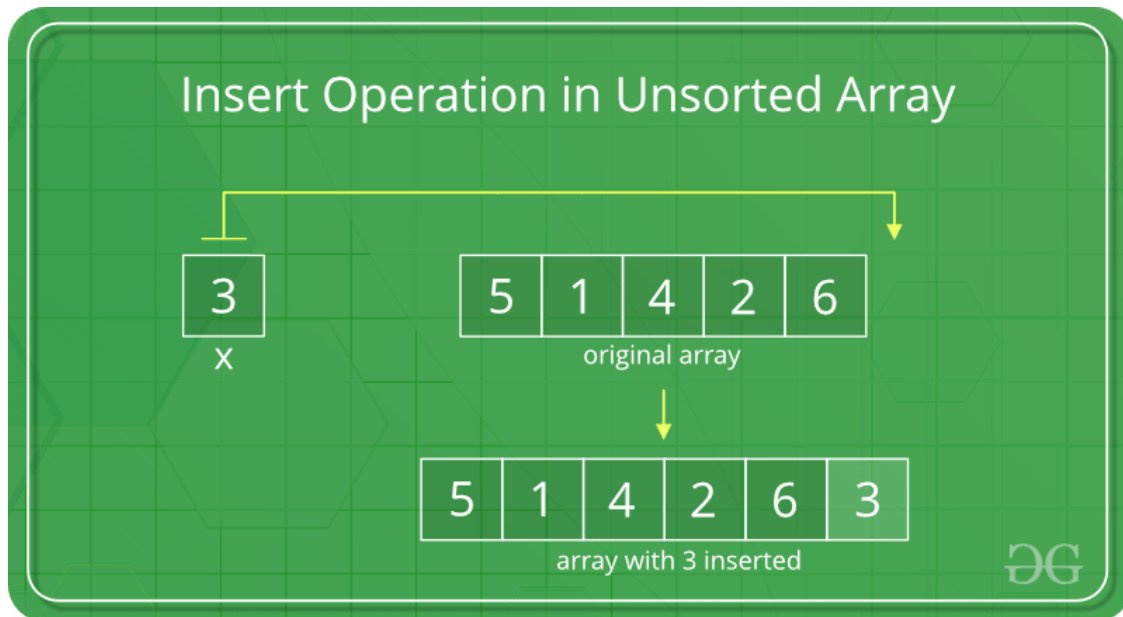 Insert Operation in Unsorted Array
3
x
5 1 4 2 6
original array
5 1 4 2 6 3
array with 3 inserted
GG